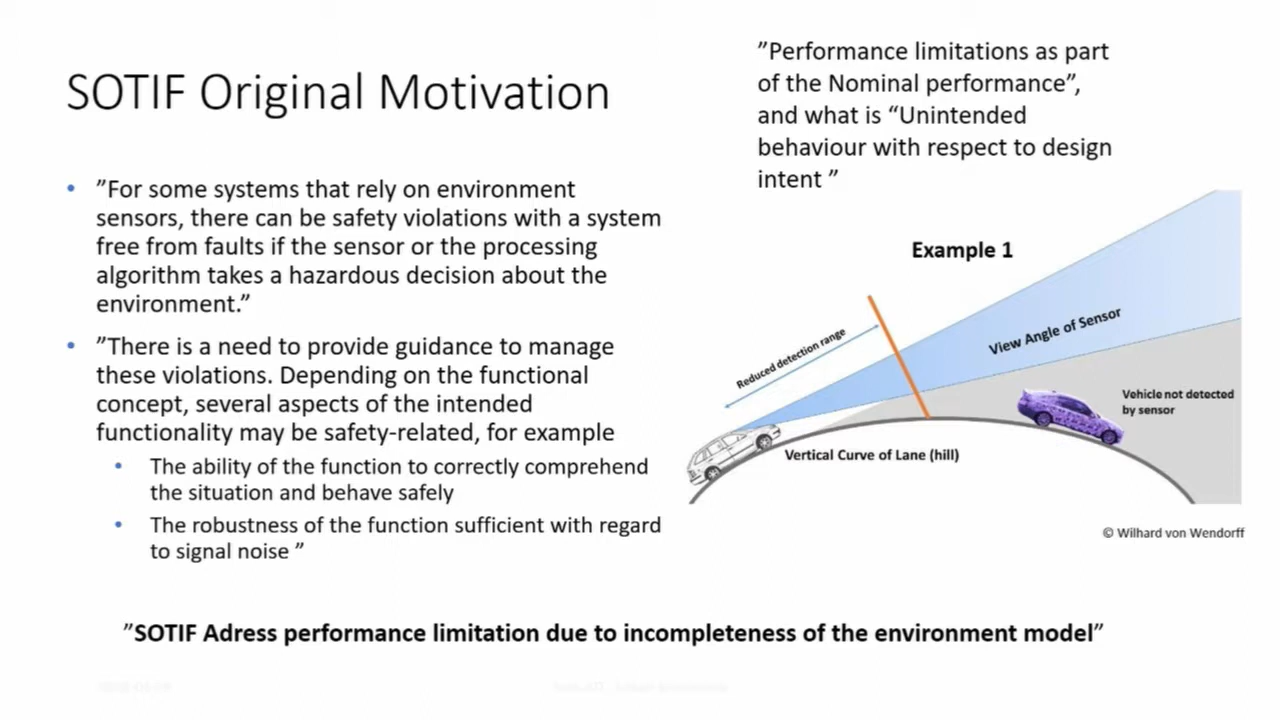 SOTIF Original Motivation
”Performance limitations as part
of the Nominal performance”,
and what is “Unintended
behaviour with respect to design
intent ”
• ”For some systems that rely on environment
sensors, there can be safety violations with a system
free from faults if the sensor or the processing
algorithm takes a hazardous decision about the
environment.”
• ”There is a need to provide guidance to manage
these violations. Depending on the functional
concept, several aspects of the intended
functionality may be safety-related, for example
• The ability of the function to correctly comprehend
the situation and behave safely
• The robustness of the function sufficient with regard
to signal noise ”
Example 1
Reduced detection range
View Angle of Sensor
Vehicle not detected
by sensor
Vertical Curve of Lane (hill)
© Wilhard von Wendorff
”SOTIF Adress performance limitation due to incompleteness of the environment model”